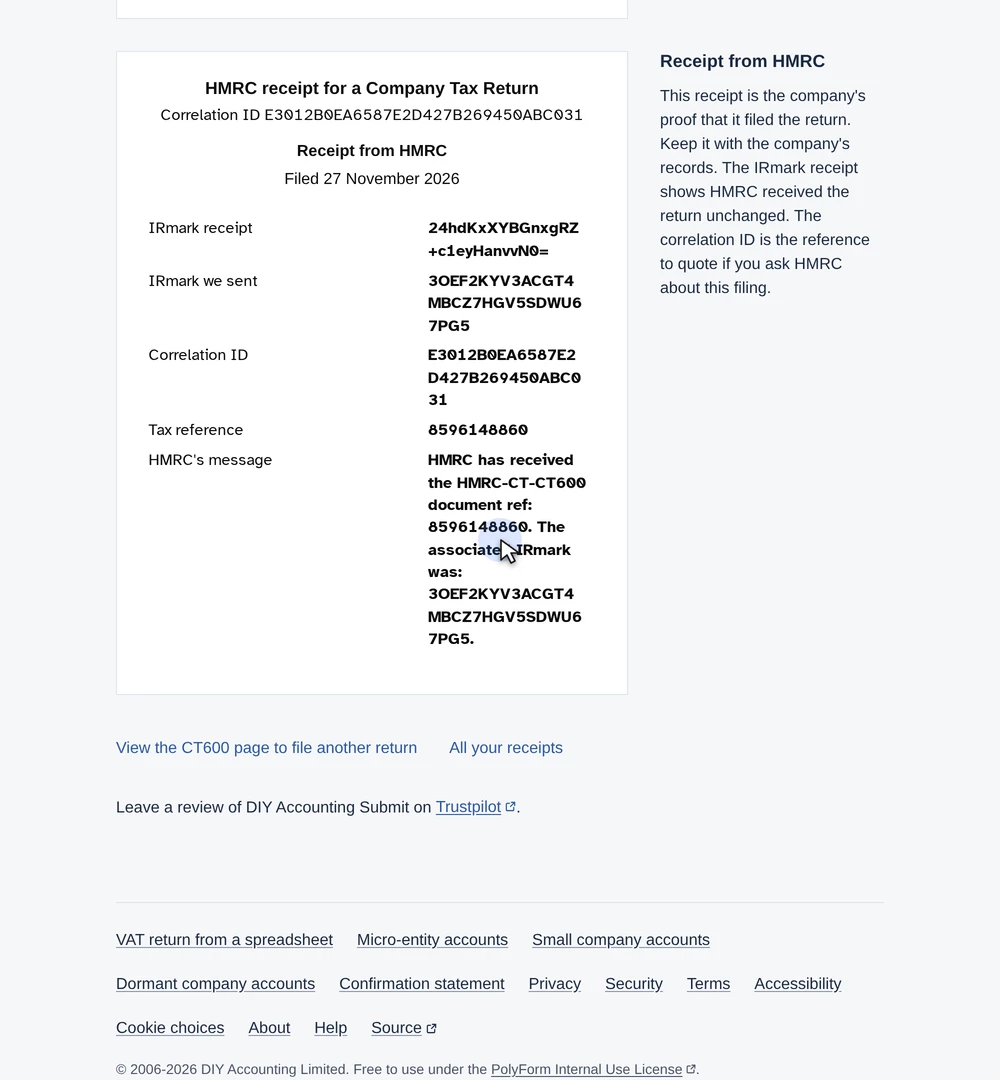 HMRC receipt for a Company Tax Return
Correlation ID E3012B0EA6587E2D427B269450ABC031
Receipt from HMRC
Filed 27 November 2026
IRmark receipt
24hdKxXYBGnxgRZ
+c1eyHanvvN0=
IRmark we sent
3OEF2KYV3ACGT4
MBCZ7HGV5SDWU6
7PG5
Correlation ID
E3012B0EA6587E2
D427B269450ABC0
31
Tax reference
8596148860
HMRC's message
HMRC has received
the HMRC-CT-CT600
document ref:
8596148860. The
associated IRmark
was:
3OEF2KYV3ACGT4
MBCZ7HGV5SDWU6
7PG5.
Receipt from HMRC
This receipt is the company's
proof that it filed the return.
Keep it with the company's
records. The IRmark receipt
shows HMRC received the
return unchanged. The
correlation ID is the reference
to quote if you ask HMRC
about this filing.
View the CT600 page to file another return All your receipts
Leave a review of DIY Accounting Submit on Trustpilot.
VAT return from a spreadsheet Micro-entity accounts Small company accounts
Dormant company accounts Confirmation statement Privacy Security Terms Accessibility
Cookie choices About Help Source
© 2006-2026 DIY Accounting Limited. Free to use under the PolyForm Internal Use License.